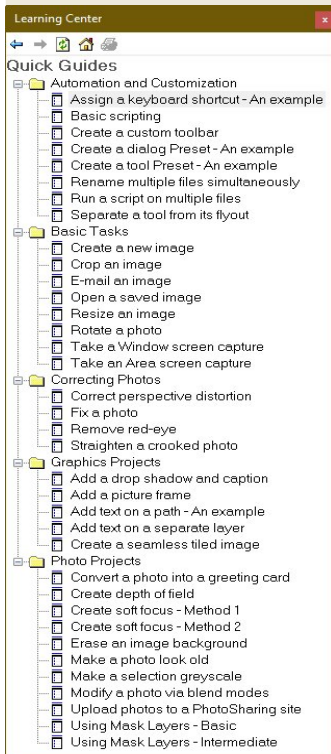 Learning Center
Quick Guides
Automation and Customization
Assign a keyboard shortcut - An example
Basic scripting
Create a custom toolbar
Create a dialog Preset - An example
Create a tool Preset - An example
Rename multiple files simultaneously
Run a script on multiple files
Separate a tool from its flyout
Basic Tasks
Create a new image
Crop an image
E-mail an image
Open a saved image
Resize an image
Rotate a photo
Take a Window screen capture
Take an Area screen capture
Correcting Photos
Correct perspective distortion
Fix a photo
Remove red-eye
Straighten a crooked photo
Graphics Projects
Add a drop shadow and caption
Add a picture frame
Add text on a path - An example
Add text on a separate layer
Create a seamless tiled image
Photo Projects
Convert a photo into a greeting card
Create depth of field
Create soft focus - Method 1
Create soft focus - Method 2
Erase an image background
Make a photo look old
Make a selection greyscale
Modify a photo via blend modes
Upload photos to a PhotoSharing site
Using Mask Layers - Basic
Using Mask Layers - Intermediate